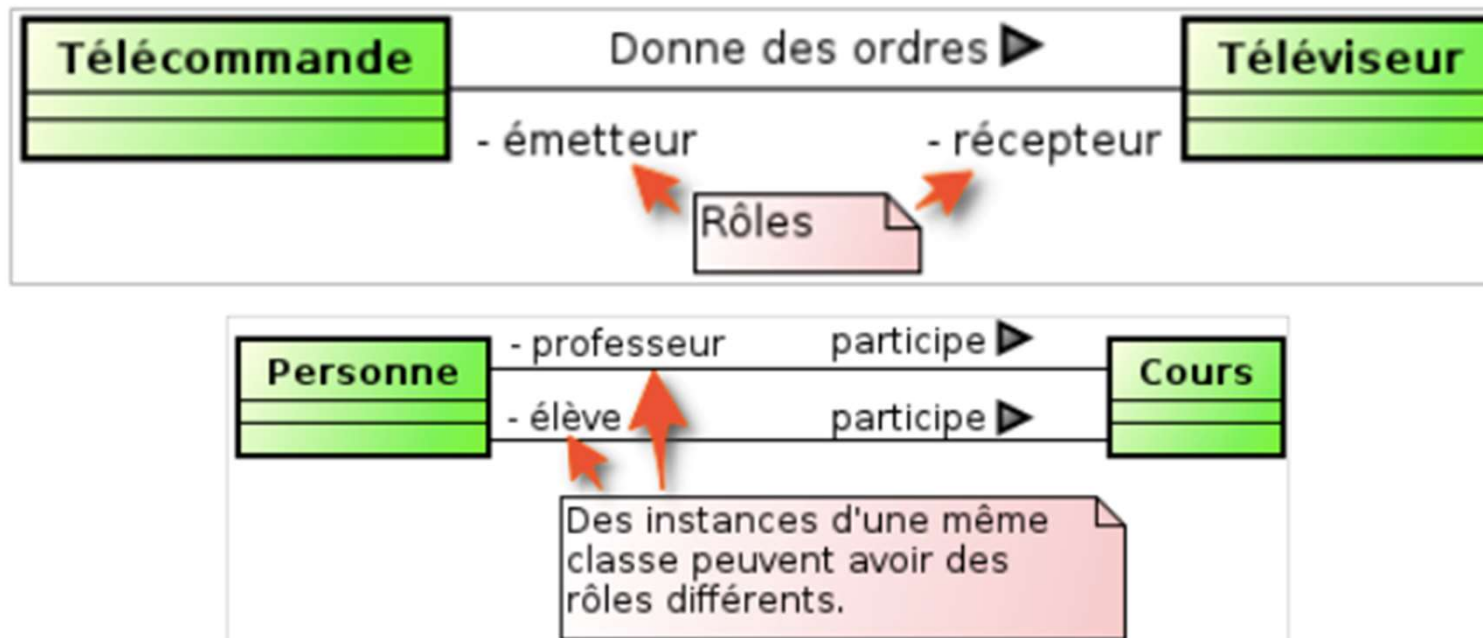 Télécommande
Donne des ordres
Téléviseur
- émetteur
- récepteur
Rôles
Personne
- professeur
participe
Cours
- élève
participe
Des instances d'une même
classe peuvent avoir des
rôles différents.